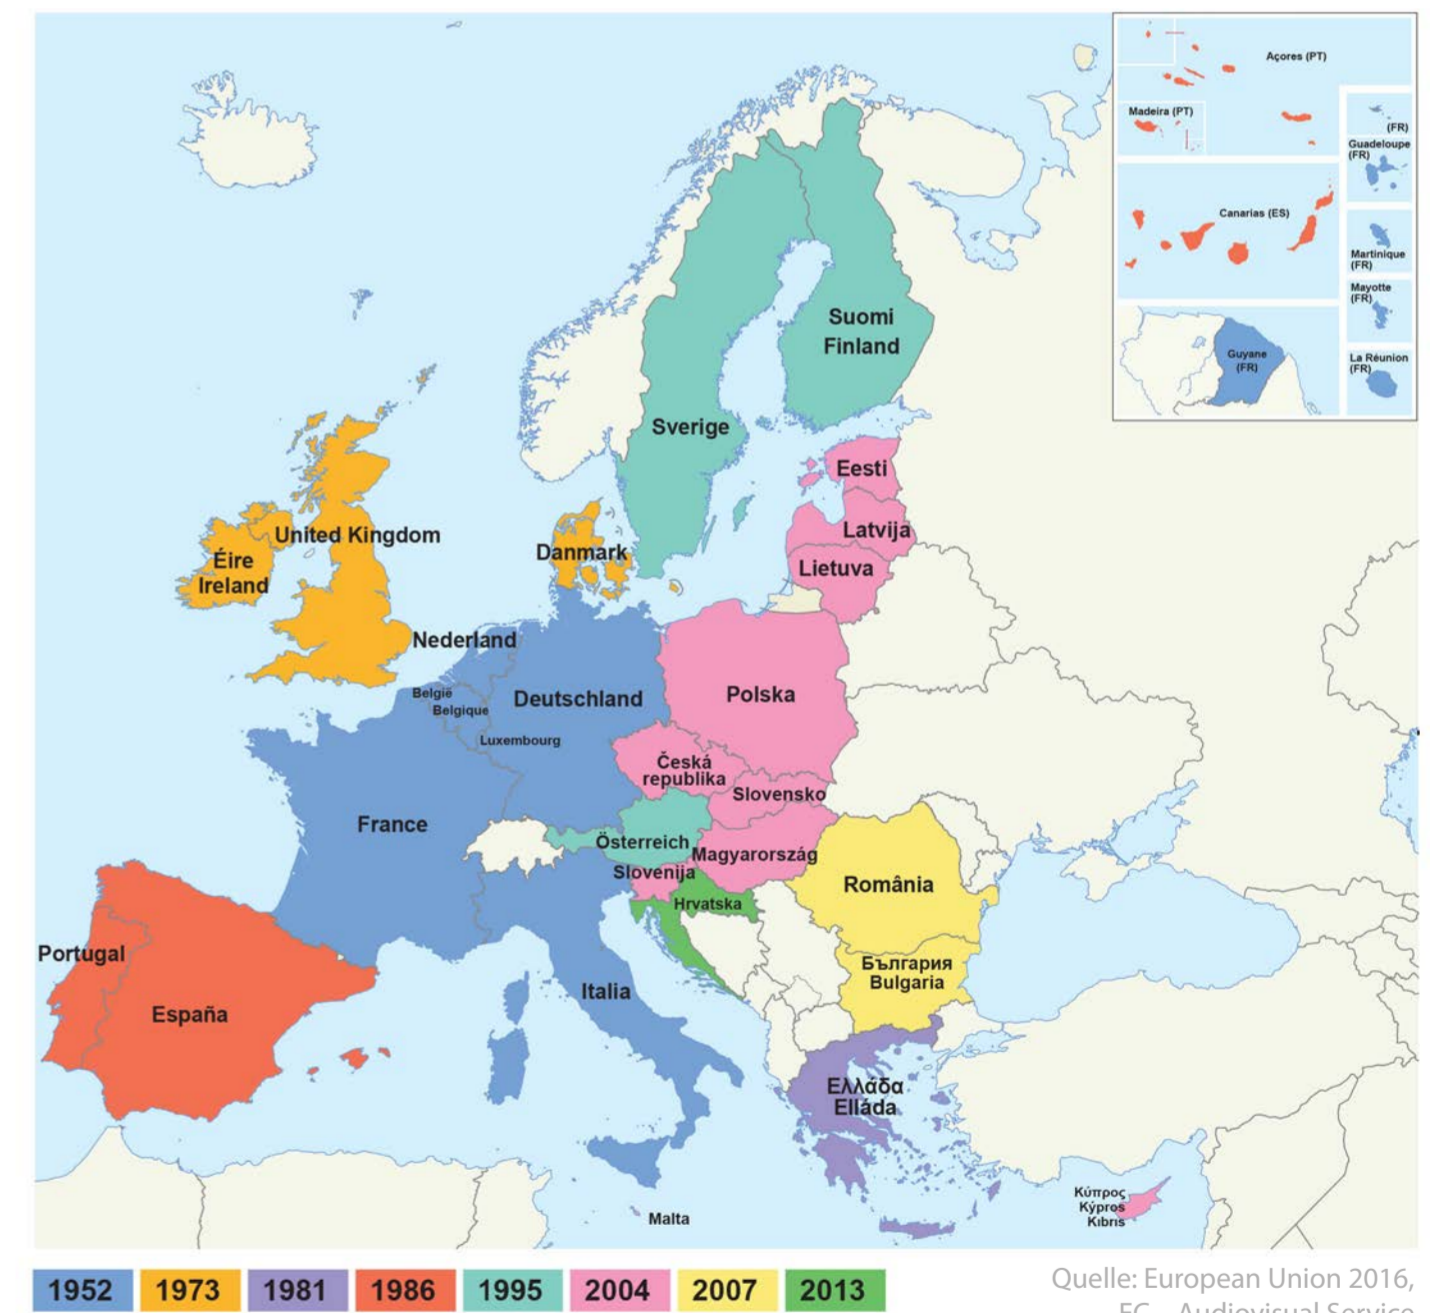 Açores (PT)
Madeira (PT)
(FR)
Guadeloupe
(FR)
Canarias (ES)
Martinique
(FR)
Mayotte
(FR)
Guyane
(FR)
La Réunion
(FR)
Suomi
Finland
Sverige
Eesti
Latvija
Lietuva
United Kingdom
Éire
Ireland
Danmark
Nederland
België
Belgique
Luxembourg
Deutschland
Polska
Česká
republika
Slovensko
France
Österreich
Magyarország
Slovenija
Hrvatska
România
България
Bulgaria
Portugal
España
Italia
Ελλάδα
Elláda
Malta
Κύπρος
Kýpros
Kıbrıs
1952 1973 1981 1986 1995 2004 2007 2013
Quelle: European Union 2016,
EC – Audiovisual Service